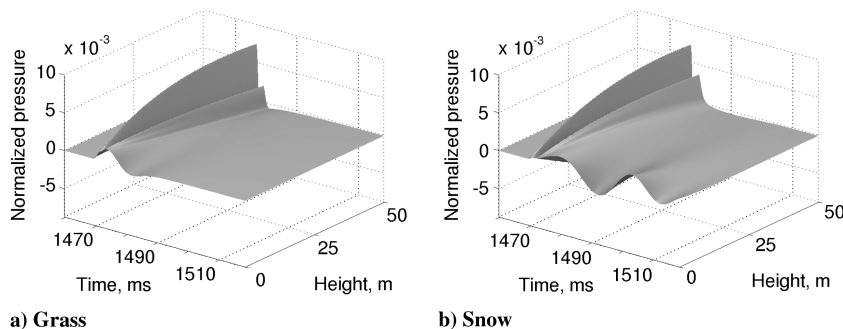 x 10⁻³
10
5
0
-5
Normalized pressure
1470
1490
1510
Time, ms
0
25
50
Height, m
a) Grass
x 10⁻³
10
5
0
-5
Normalized pressure
1470
1490
1510
Time, ms
0
25
50
Height, m
b) Snow